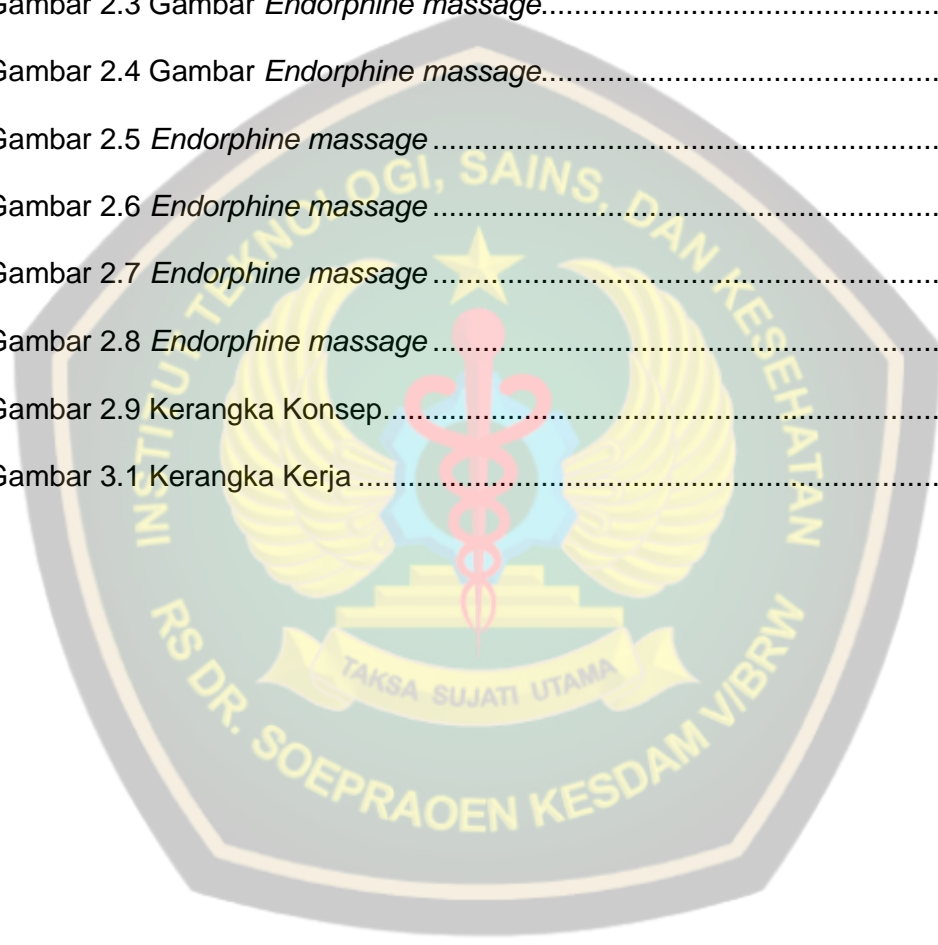 Gambar 2.3 Gambar Endorphine massage.......................................................
Gambar 2.4 Gambar Endorphine massage.......................................................
Gambar 2.5 Endorphine massage .......................................................
Gambar 2.6 Endorphine massage .......................................................
Gambar 2.7 Endorphine massage .......................................................
Gambar 2.8 Endorphine massage .......................................................
Gambar 2.9 Kerangka Konsep.......................................................
Gambar 3.1 Kerangka Kerja .......................................................
INSTITUT TEKNOLOGI, SAINS, DAN KESEHATAN
TAKSA SUJATI UTAMA
RS DR. SOEPRAOEN KESDAM V/BRW